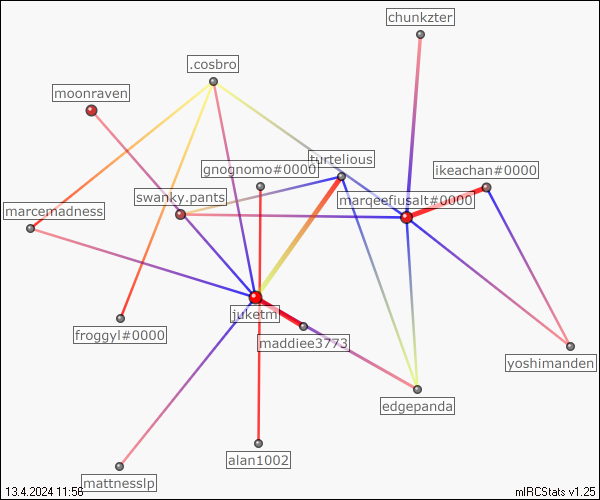 chunkzter
.cosbro
moonraven
turtelious
gnognomo#0000
ikeachan#0000
swanky.pants
marqeefiusalt#0000
marcemadness
juketm
froggyl#0000
maddiee3773
yoshimanden
edgepanda
alan1002
mattnesslp
13.4.2024 11:56
mIRCStats v1.25